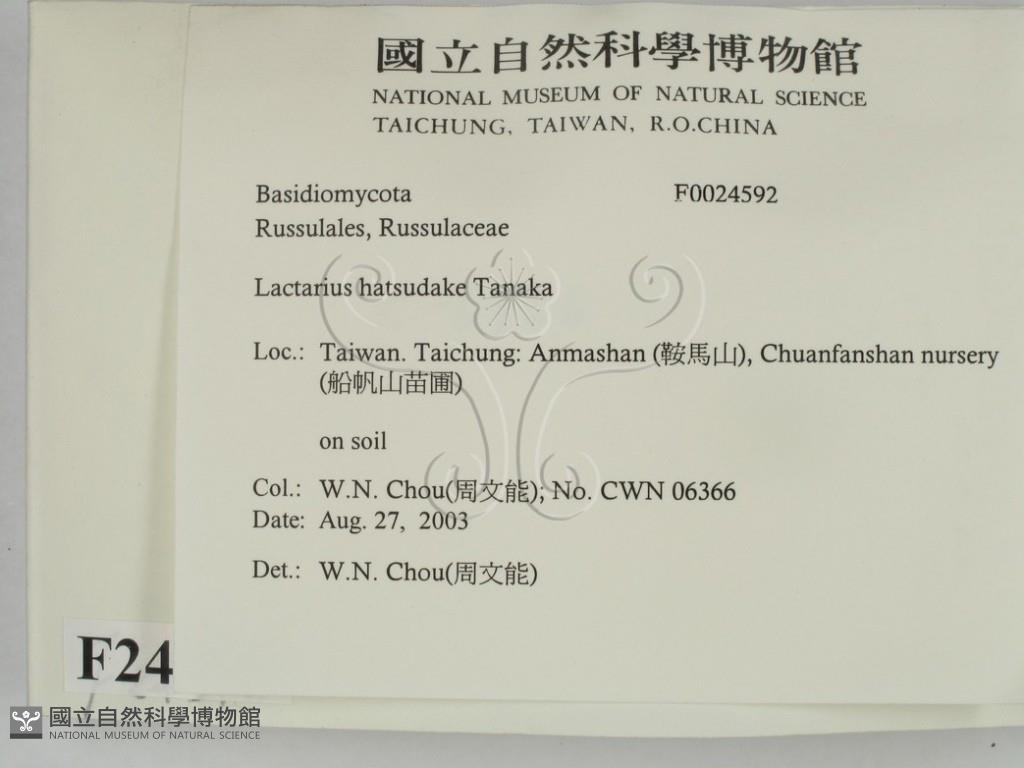 國立自然科學博物館
NATIONAL MUSEUM OF NATURAL SCIENCE
TAICHUNG, TAIWAN, R.O.CHINA
Basidiomycota F0024592
Russulales, Russulaceae
Lactarius hatsudake Tanaka
Loc.: Taiwan. Taichung: Anmashan (鞍馬山), Chuanfanshan nursery
(船帆山苗圃)
on soil
Col.: W.N. Chou(周文能); No. CWN 06366
Date: Aug. 27, 2003
Det.: W.N. Chou(周文能)
F24
國立自然科學博物館
NATIONAL MUSEUM OF NATURAL SCIENCE